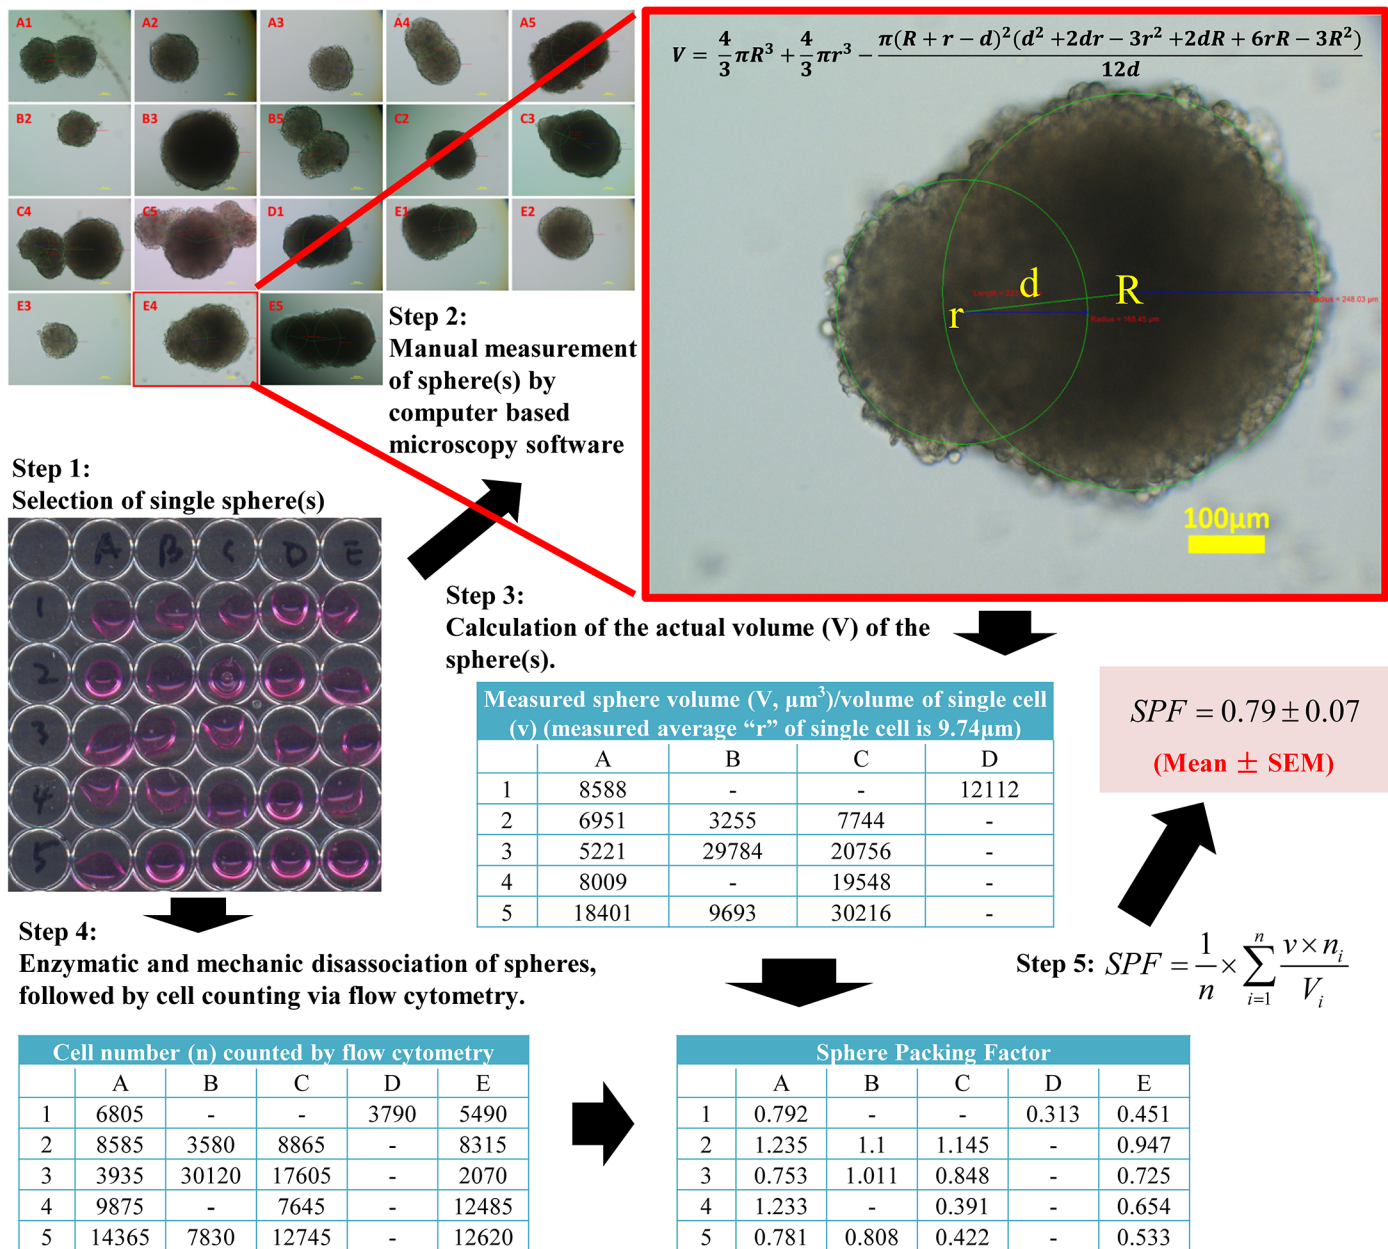 A1 A2 A3 A4 A5
B2 B3 B5 C2 C3
C4 C5 D1 E1 E2
E3 E4 E5
V = 4/3 πR³ + 4/3 πr³ − π(R + r − d)²(d² +2dr − 3r² +2dR + 6rR − 3R²)/12d
d R
r
Radius = 248.03 µm
100µm
Step 2:
Manual measurement
of sphere(s) by
computer based
microscopy software
Step 1:
Selection of single sphere(s)
A B C D E
1
2
3
4
5
Step 3:
Calculation of the actual volume (V) of the
sphere(s).
Measured sphere volume (V, µm³)/volume of single cell
(v) (measured average “r” of single cell is 9.74µm)
A B C D
1 8588 - - 12112
2 6951 3255 7744 -
3 5221 29784 20756 -
4 8009 - 19548 -
5 18401 9693 30216 -
SPF = 0.79 ± 0.07
(Mean ± SEM)
Step 4:
Enzymatic and mechanic disassociation of spheres,
followed by cell counting via flow cytometry.
Step 5: SPF = 1/n × ∑ i=1 n v × nᵢ / Vᵢ
Cell number (n) counted by flow cytometry
A B C D E
1 6805 - - 3790 5490
2 8585 3580 8865 - 8315
3 3935 30120 17605 - 2070
4 9875 - 7645 - 12485
5 14365 7830 12745 - 12620
Sphere Packing Factor
A B C D E
1 0.792 - - 0.313 0.451
2 1.235 1.1 1.145 - 0.947
3 0.753 1.011 0.848 - 0.725
4 1.233 - 0.391 - 0.654
5 0.781 0.808 0.422 - 0.533